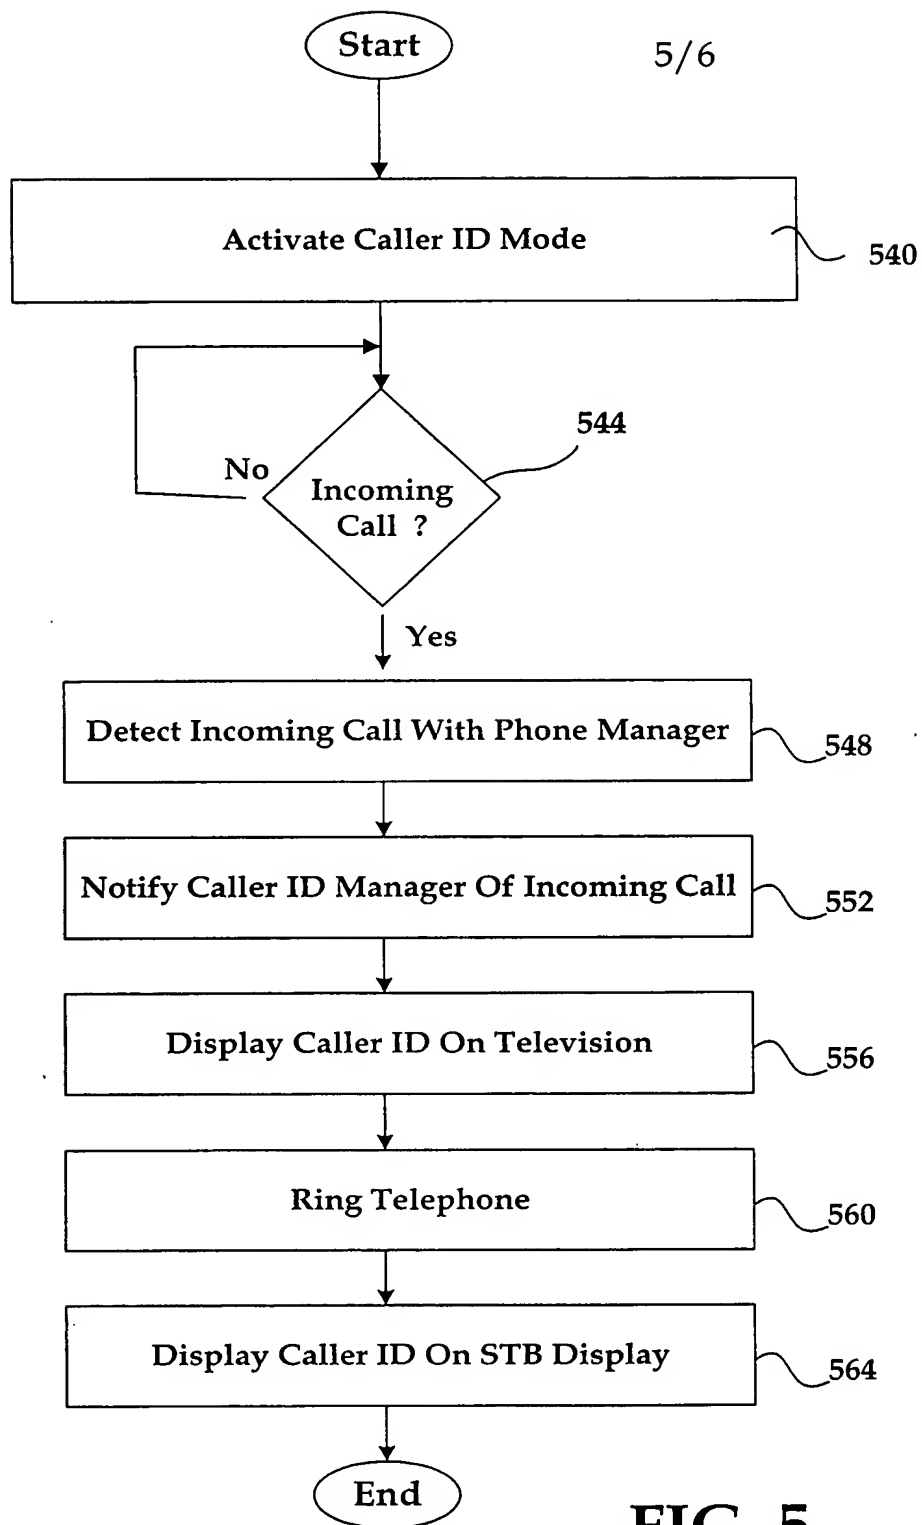 Start
5/6
Activate Caller ID Mode
540
544
No
Incoming
Call ?
Yes
Detect Incoming Call With Phone Manager
548
Notify Caller ID Manager Of Incoming Call
552
Display Caller ID On Television
556
Ring Telephone
560
Display Caller ID On STB Display
564
End
FIG. 5